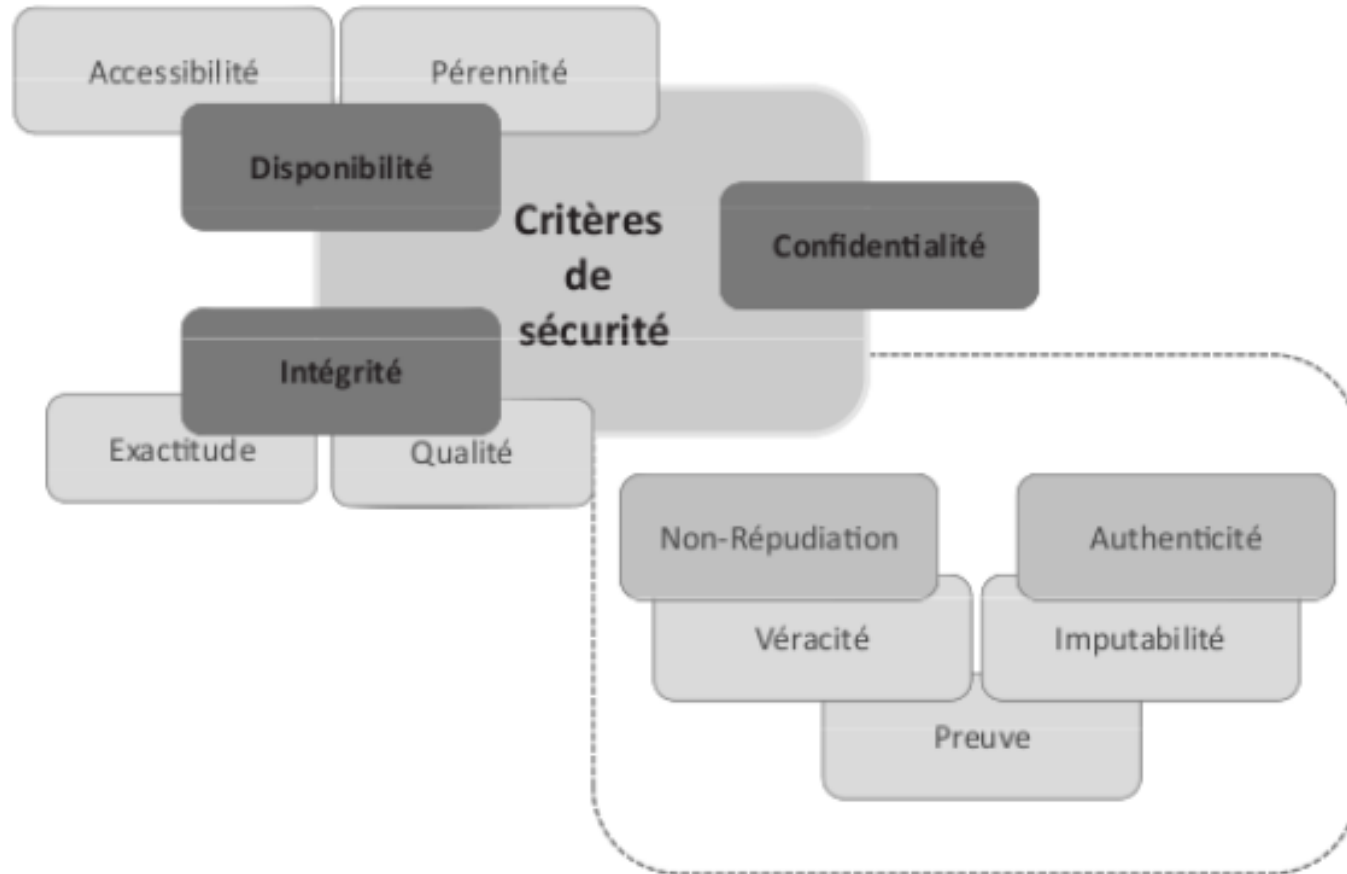 Accessibilité
Pérennité
Disponibilité
Critères
de
sécurité
Confidentialité
Intégrité
Exactitude
Qualité
Non-Répudiation
Authenticité
Véracité
Imputabilité
Preuve